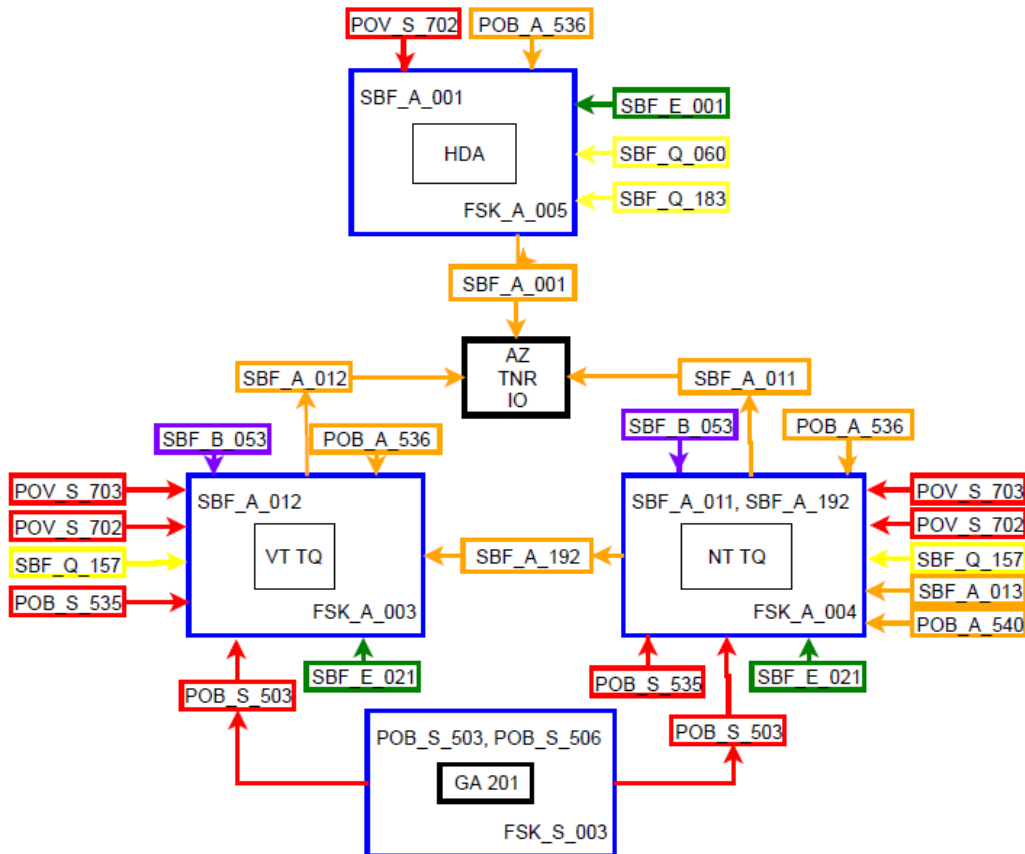 POV_S_702
POB_A_536
SBF_A_001
SBF_E_001
HDA
SBF_Q_060
SBF_Q_183
FSK_A_005
SBF_A_001
AZ
TNR
IO
SBF_A_012
SBF_A_011
SBF_B_053
POB_A_536
SBF_B_053
POB_A_536
POV_S_703
SBF_A_012
SBF_A_011, SBF_A_192
POV_S_703
POV_S_702
POV_S_702
SBF_Q_157
VT TQ
SBF_A_192
NT TQ
SBF_Q_157
SBF_A_013
POB_S_535
FSK_A_003
FSK_A_004
POB_A_540
SBF_E_021
POB_S_535
SBF_E_021
POB_S_503
POB_S_503
POB_S_503, POB_S_506
GA 201
FSK_S_003